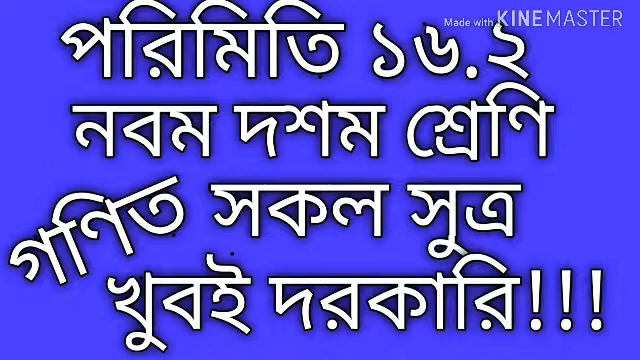 Made with KINEMASTER
পরিমিতি ১৬.২
নবম দশম শ্রেণি
গণিত সকল সুত্র
খুবই দরকারি!!!